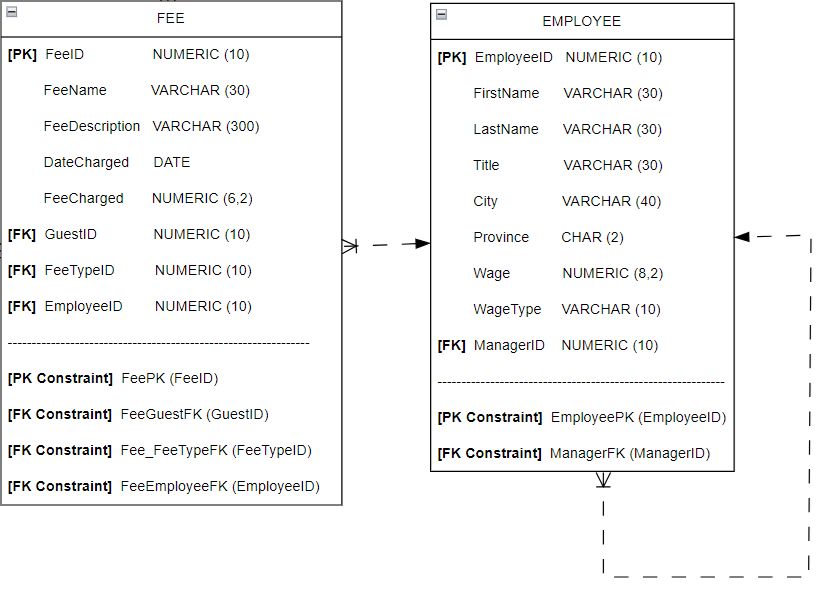 FEE
[PK] FeeID NUMERIC (10)
FeeName VARCHAR (30)
FeeDescription VARCHAR (300)
DateCharged DATE
FeeCharged NUMERIC (6,2)
[FK] GuestID NUMERIC (10)
[FK] FeeTypeID NUMERIC (10)
[FK] EmployeeID NUMERIC (10)
[PK Constraint] FeePK (FeeID)
[FK Constraint] FeeGuestFK (GuestID)
[FK Constraint] Fee_FeeTypeFK (FeeTypeID)
[FK Constraint] FeeEmployeeFK (EmployeeID)
EMPLOYEE
[PK] EmployeeID NUMERIC (10)
FirstName VARCHAR (30)
LastName VARCHAR (30)
Title VARCHAR (30)
City VARCHAR (40)
Province CHAR (2)
Wage NUMERIC (8,2)
WageType VARCHAR (10)
[FK] ManagerID NUMERIC (10)
[PK Constraint] EmployeePK (EmployeeID)
[FK Constraint] ManagerFK (ManagerID)